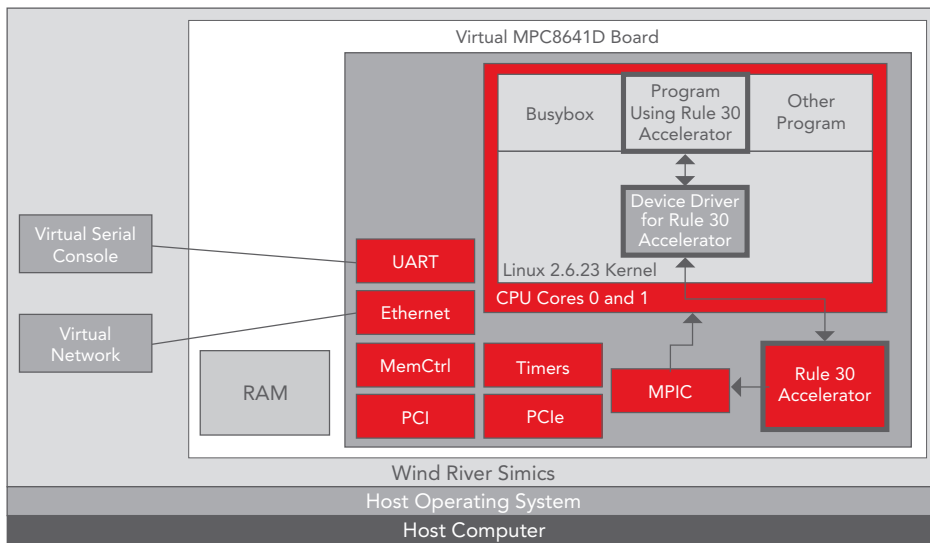 Virtual MPC8641D Board
Busybox
Program
Using Rule 30
Accelerator
Other
Program
Device Driver
for Rule 30
Accelerator
Linux 2.6.23 Kernel
CPU Cores 0 and 1
Virtual Serial
Console
UART
Virtual
Network
Ethernet
RAM
MemCtrl
Timers
PCI
PCIe
MPIC
Rule 30
Accelerator
Wind River Simics
Host Operating System
Host Computer